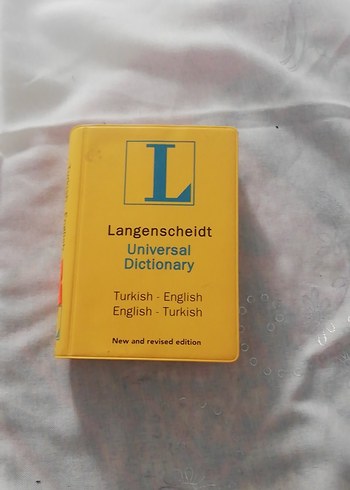 L
Langenscheidt
Universal
Dictionary
Turkish - English
English - Turkish
New and revised edition